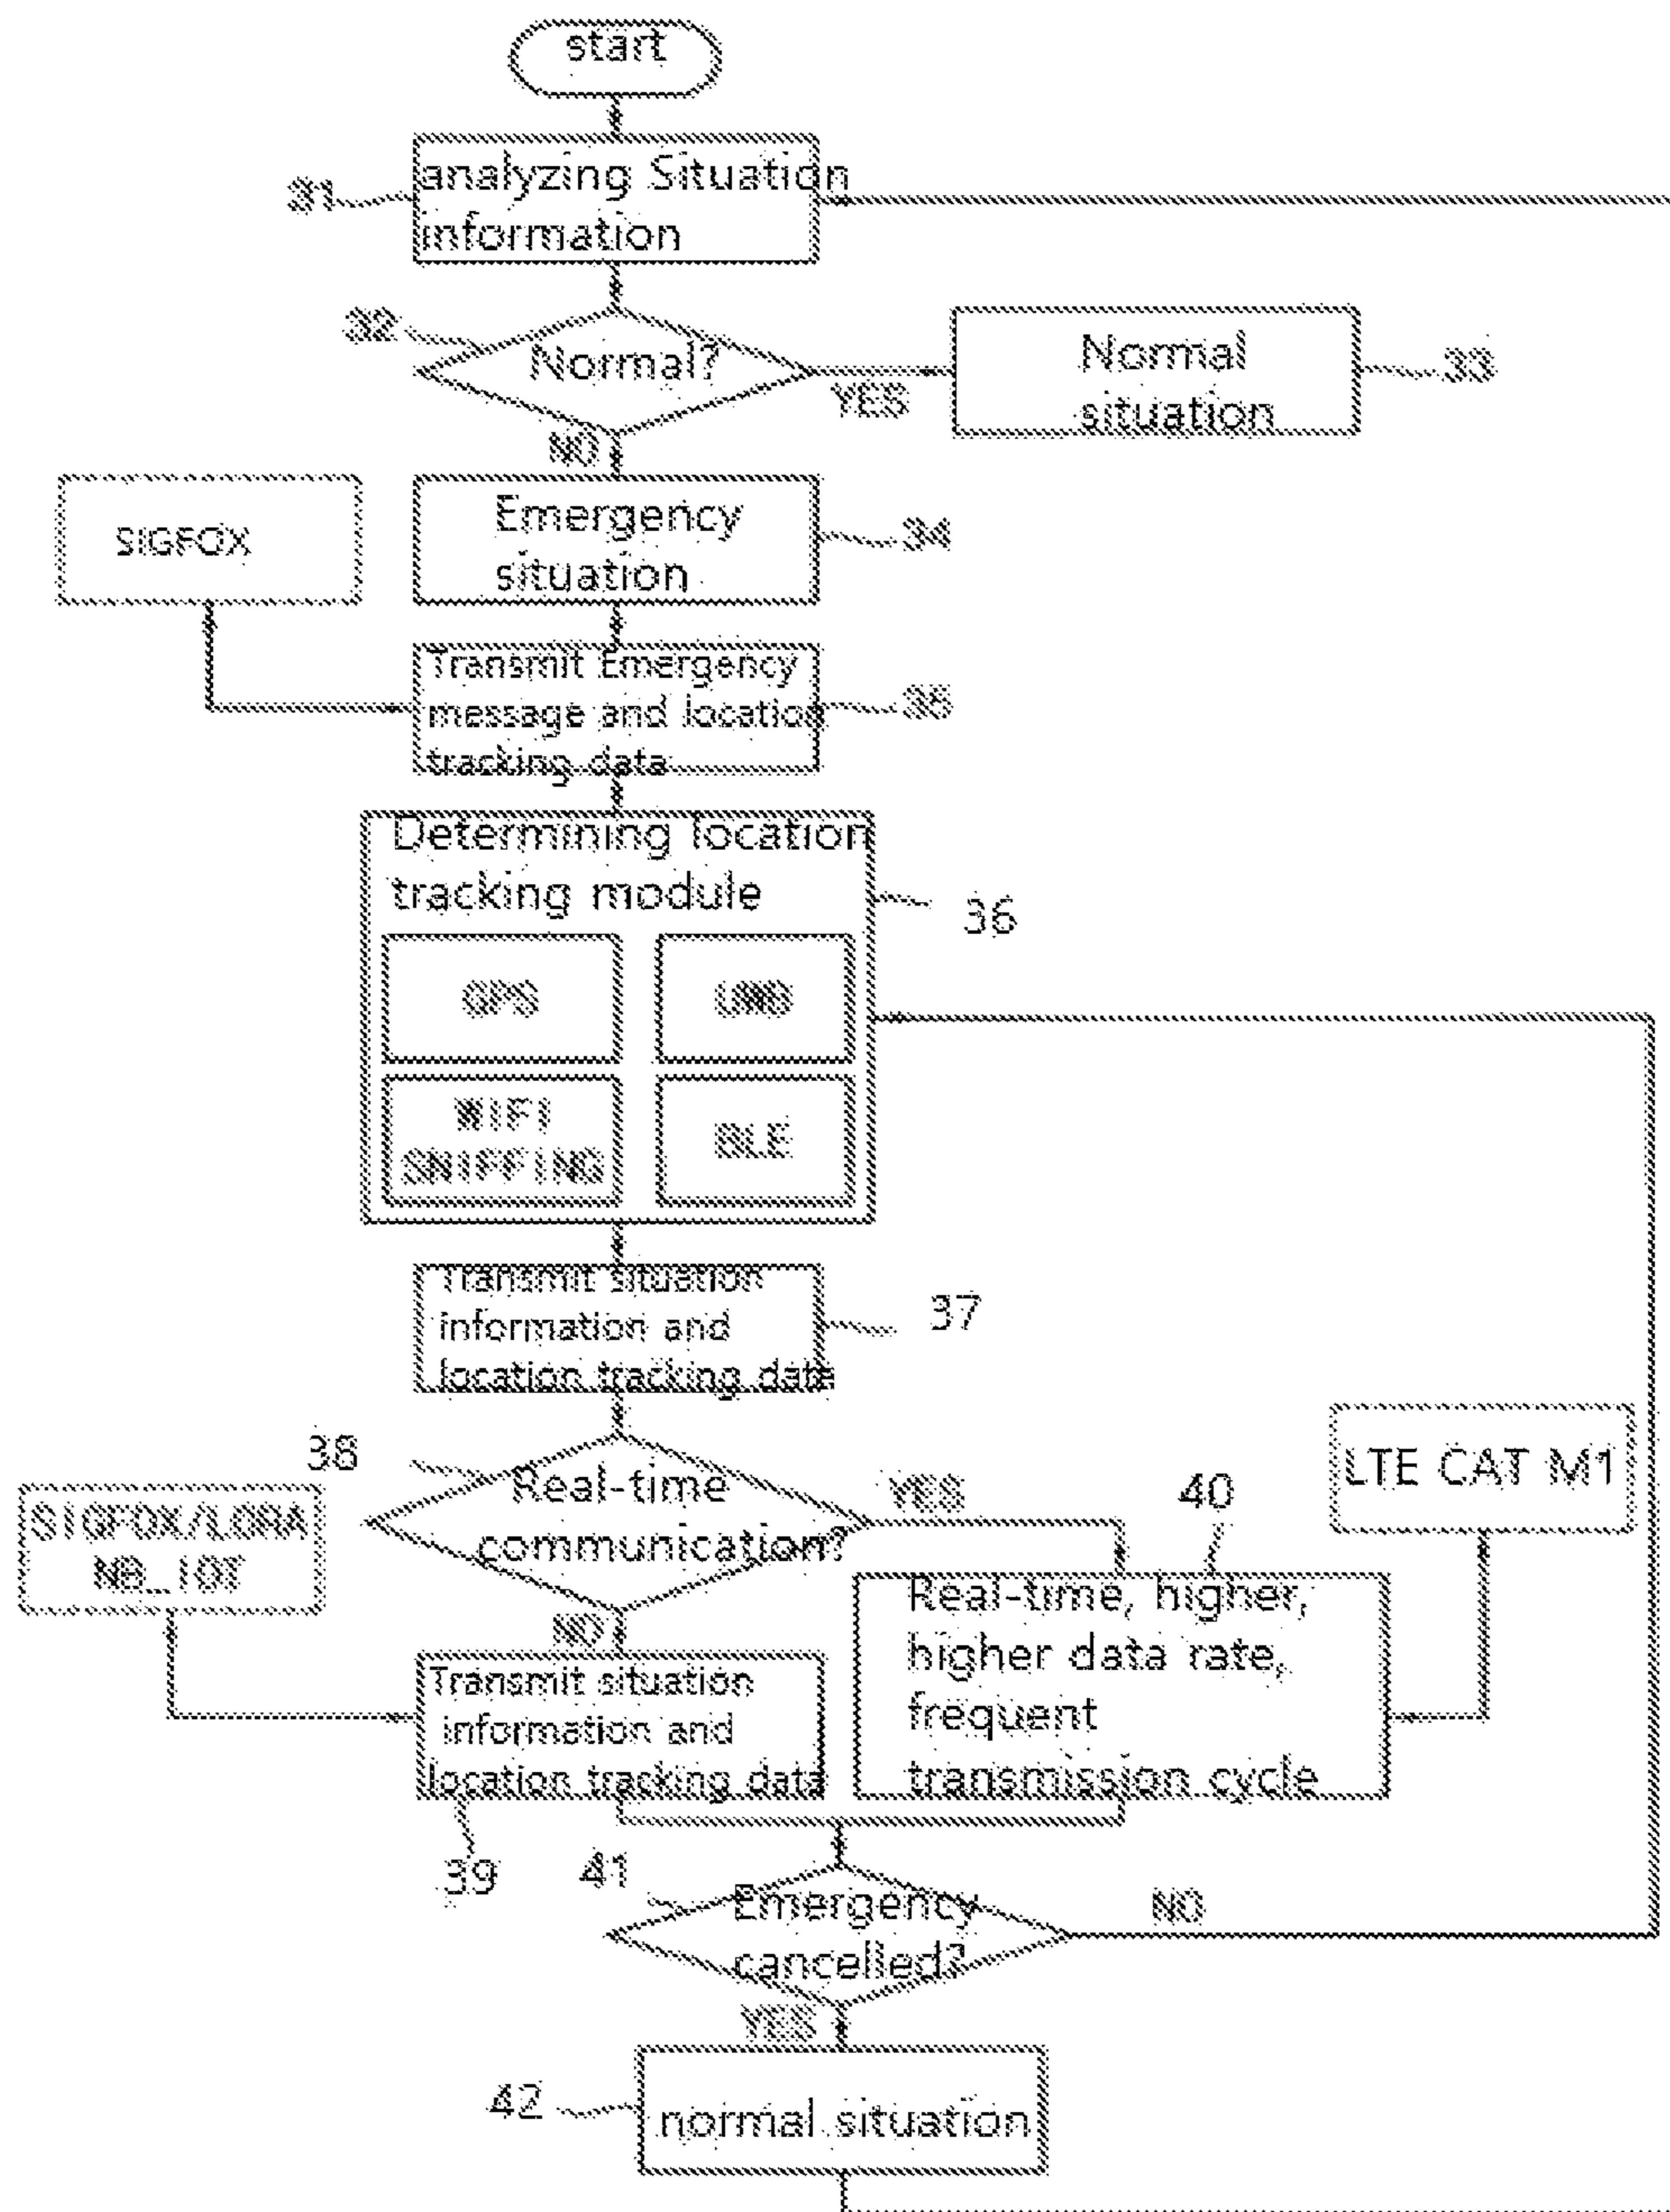 start
31
analyzing Situation
information
32
Normal?
YES
Normal
situation
33
NO
SIGFOX
Emergency
situation
34
Transmit Emergency
message and location
tracking data
35
Determining location
tracking module
36
GPS
UWB
WIFI
SNIFFING
BLE
Transmit situation
information and
location tracking data
37
38
Real-time
communication?
YES
40
LTE CAT M1
SIGFOX/LORA
NB_IOT
NO
Real-time, higher,
higher data rate,
frequent
transmission cycle
Transmit situation
information and
location tracking data
39
41
Emergency
cancelled?
NO
YES
42
normal situation